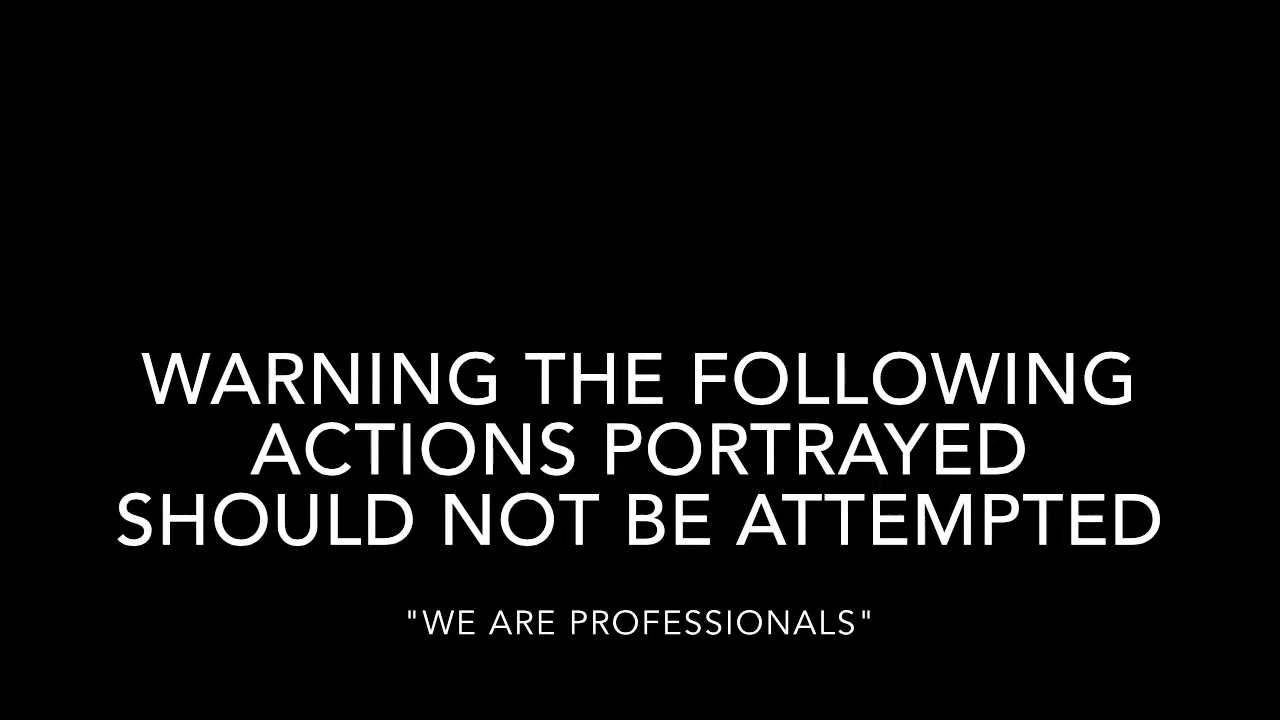 WARNING THE FOLLOWING
ACTIONS PORTRAYED
SHOULD NOT BE ATTEMPTED
"WE ARE PROFESSIONALS"